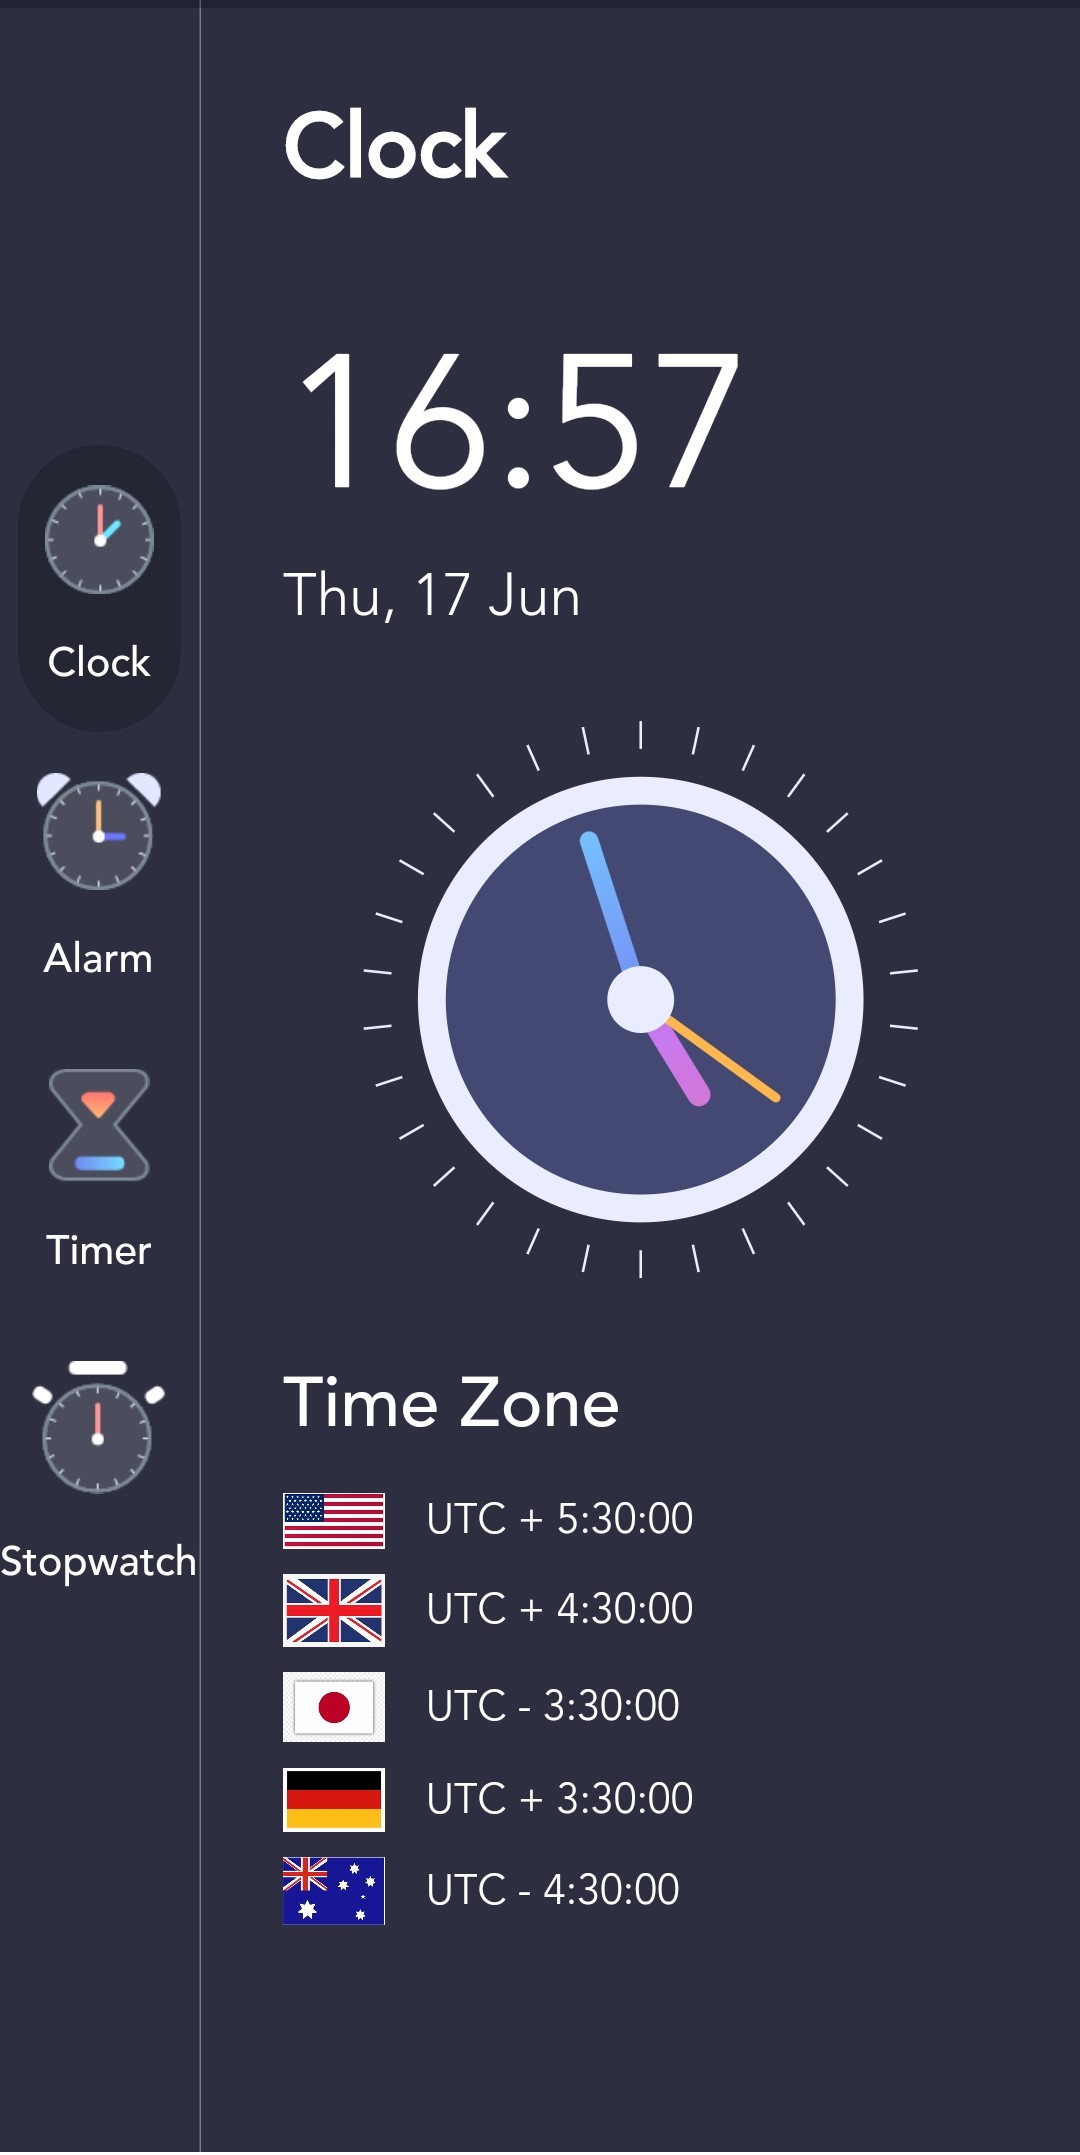 Clock
16:57
Thu, 17 Jun
Clock
Alarm
Timer
Stopwatch
Time Zone
UTC + 5:30:00
UTC + 4:30:00
UTC - 3:30:00
UTC + 3:30:00
UTC - 4:30:00